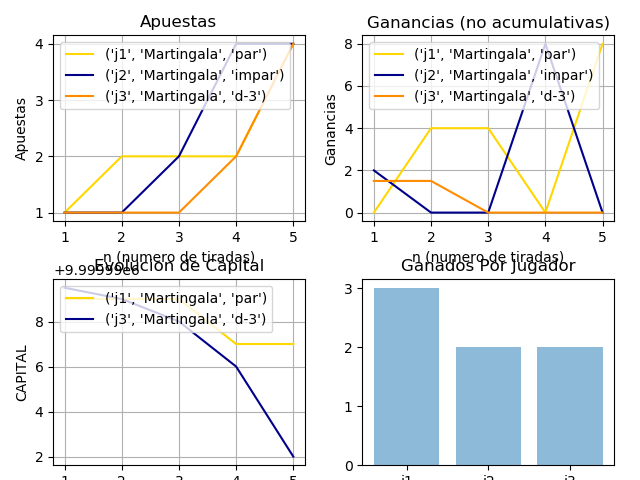 Apuestas
Apuestas
4
3
2
1
('j1', 'Martingala', 'par')
('j2', 'Martingala', 'impar')
('j3', 'Martingala', 'd-3')
1 2 3 4 5
n (numero de tiradas)
Ganancias (no acumulativas)
Ganancias
8
6
4
2
0
('j1', 'Martingala', 'par')
('j2', 'Martingala', 'impar')
('j3', 'Martingala', 'd-3')
1 2 3 4 5
n (numero de tiradas)
Evolucion de Capital
+9.99999e6
CAPITAL
8
6
4
2
('j1', 'Martingala', 'par')
('j3', 'Martingala', 'd-3')
1 2 3 4 5
Ganados Por Jugador
3
2
1
0
j1 j2 j3